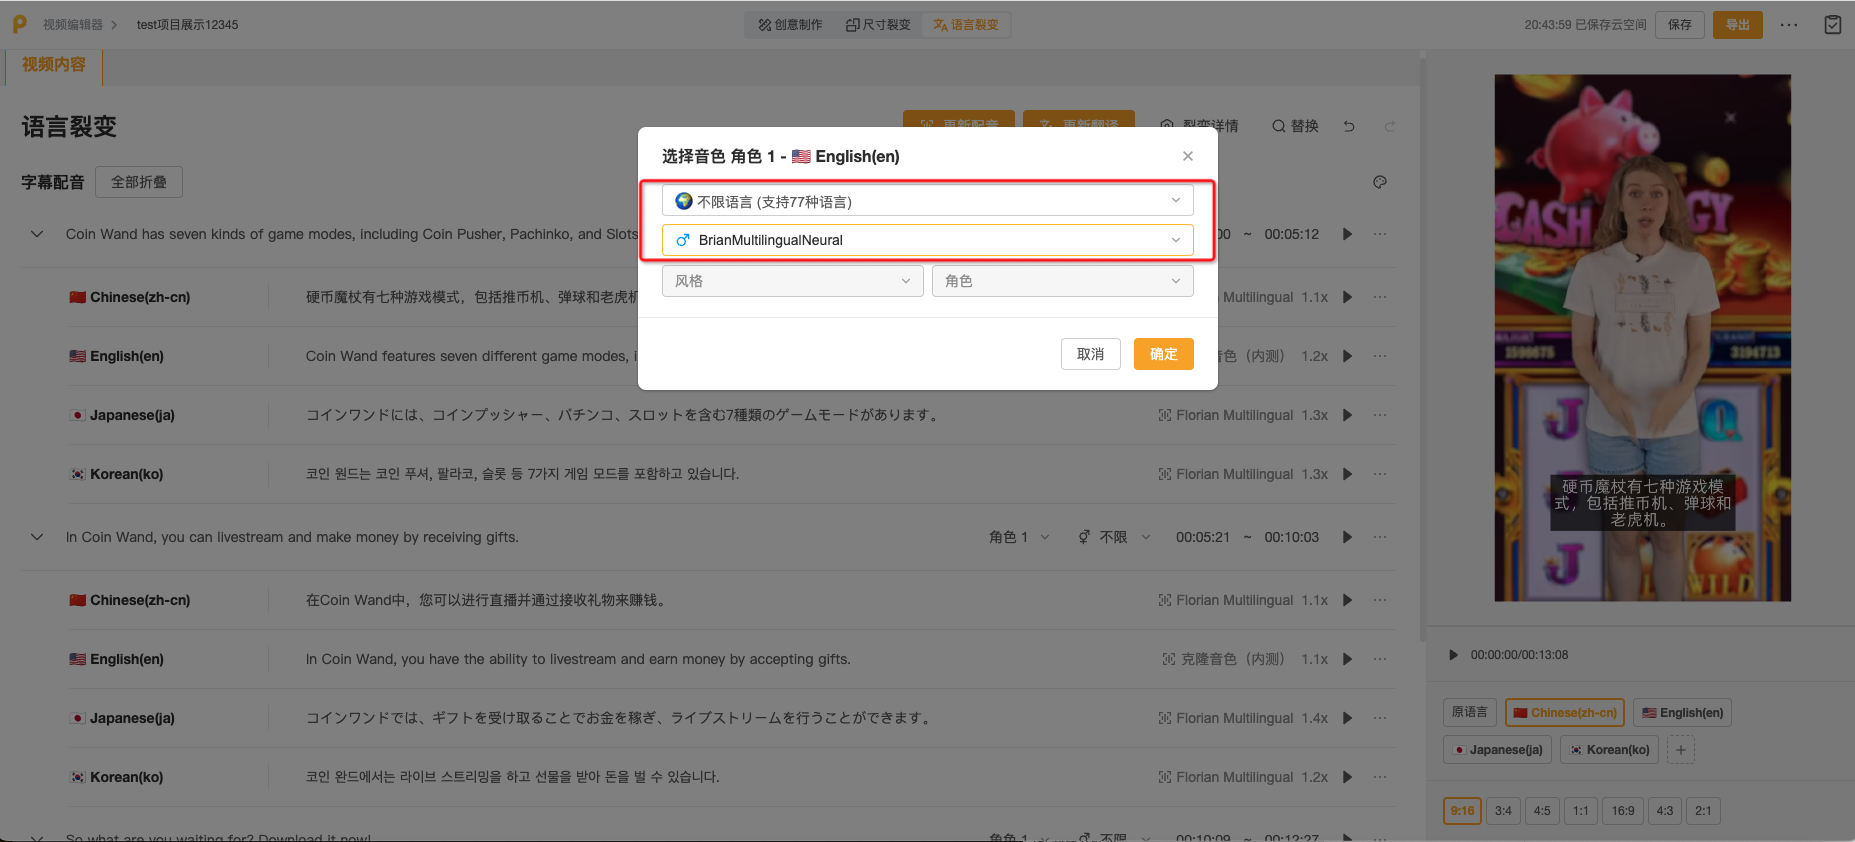 视频编辑器
test项目展示12345
创意制作
尺寸裂变
语言裂变
20:43:59 已保存云空间
保存
导出
视频内容
语言裂变
更新配音
更新翻译
裂变详情
替换
字幕配音
全部折叠
选择音色 角色 1 - English(en)
不限语言 (支持77种语言)
BrianMultilingualNeural
风格
角色
取消
确定
Coin Wand has seven kinds of game modes, including Coin Pusher, Pachinko, and Slots
00 ~ 00:05:12
Chinese(zh-cn)
硬币魔杖有七种游戏模式，包括推币机、弹球和老虎机
Multilingual 1.1x
English(en)
Coin Wand features seven different game modes, i
音色（内测） 1.2x
Japanese(ja)
コインワンドには、コインプッシャー、パチンコ、スロットを含む7種類のゲームモードがあります。
Florian Multilingual 1.3x
Korean(ko)
코인 원드는 코인 푸셔, 팔라코, 슬롯 등 7가지 게임 모드를 포함하고 있습니다.
Florian Multilingual 1.3x
In Coin Wand, you can livestream and make money by receiving gifts.
角色 1
不限
00:05:21 ~ 00:10:03
Chinese(zh-cn)
在Coin Wand中，您可以进行直播并通过接收礼物来赚钱。
Florian Multilingual 1.1x
English(en)
In Coin Wand, you have the ability to livestream and earn money by accepting gifts.
克隆音色（内测） 1.1x
Japanese(ja)
コインワンドでは、ギフトを受け取ることでお金を稼ぎ、ライブストリームを行うことができます。
Florian Multilingual 1.4x
Korean(ko)
코인 완드에서는 라이브 스트리밍을 하고 선물을 받아 돈을 벌 수 있습니다.
Florian Multilingual 1.2x
So what are you waiting for? Download it now!
角色 1
不限
00:10:09 ~ 00:12:27
CASH
GY
MAJOR
1599675
3194713
J
Q
硬币魔杖有七种游戏模
式，包括推币机、弹球和
老虎机。
J
WILD
00:00:00/00:13:08
原语言
Chinese(zh-cn)
English(en)
Japanese(ja)
Korean(ko)
9:16
3:4
4:5
1:1
16:9
4:3
2:1